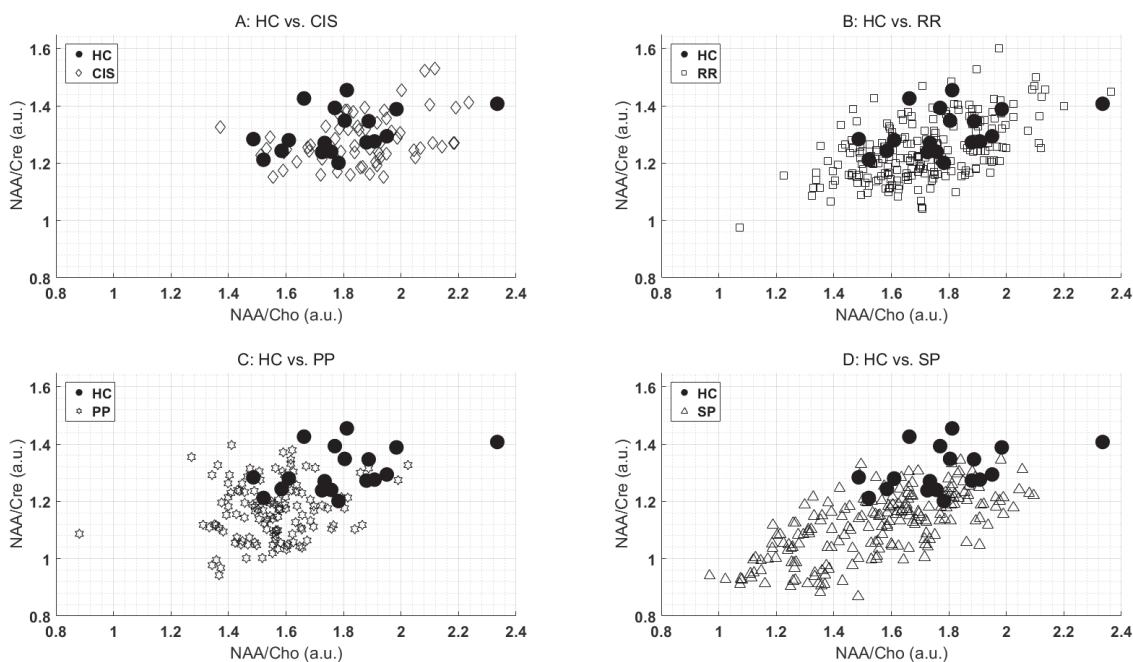 A: HC vs. CIS
NAA/Cre (a.u.)
1.6
1.4
1.2
1
0.8
HC
CIS
0.8 1 1.2 1.4 1.6 1.8 2 2.2 2.4
NAA/Cho (a.u.)
B: HC vs. RR
NAA/Cre (a.u.)
1.6
1.4
1.2
1
0.8
HC
RR
0.8 1 1.2 1.4 1.6 1.8 2 2.2 2.4
NAA/Cho (a.u.)
C: HC vs. PP
NAA/Cre (a.u.)
1.6
1.4
1.2
1
0.8
HC
PP
0.8 1 1.2 1.4 1.6 1.8 2 2.2 2.4
NAA/Cho (a.u.)
D: HC vs. SP
NAA/Cre (a.u.)
1.6
1.4
1.2
1
0.8
HC
SP
0.8 1 1.2 1.4 1.6 1.8 2 2.2 2.4
NAA/Cho (a.u.)